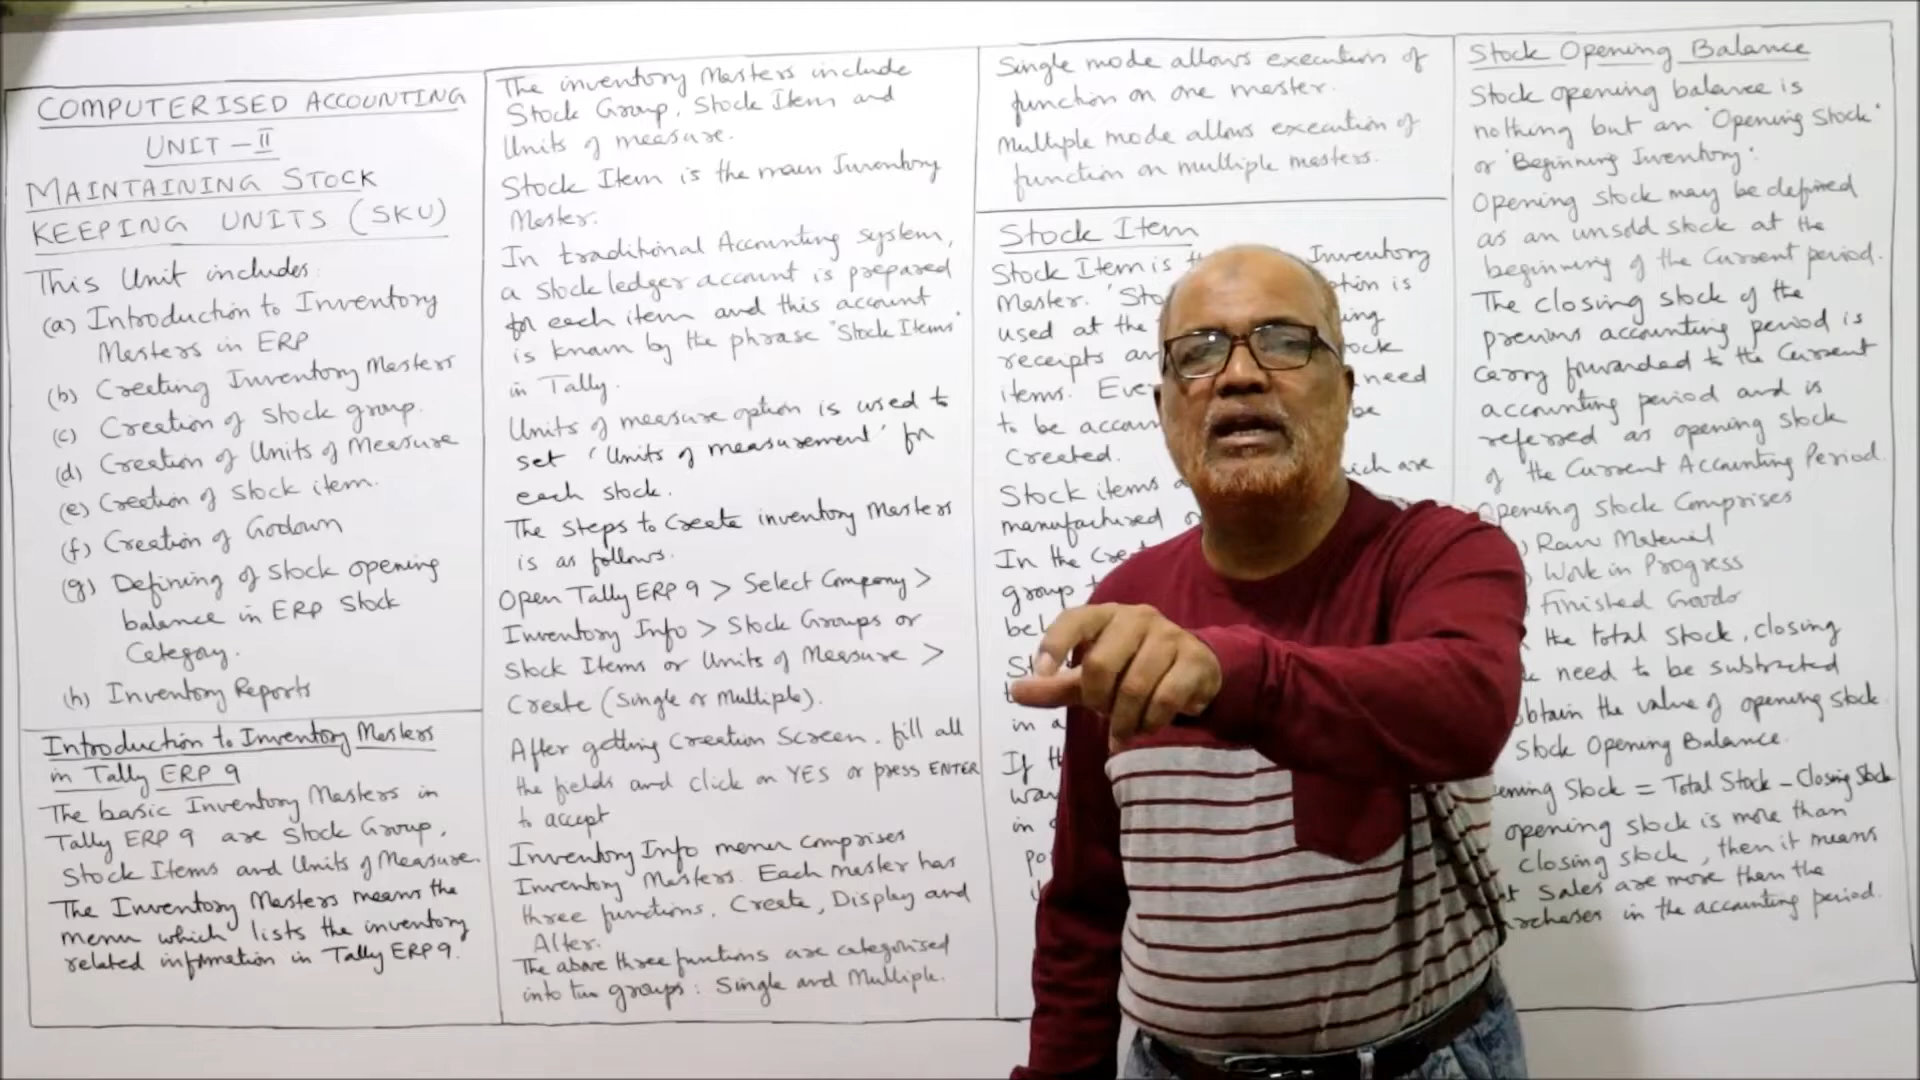 COMPUTERISED ACCOUNTING
UNIT - II
MAINTAINING STOCK
KEEPING UNITS (SKU)
This Unit includes
(a) Introduction to Inventory
Masters in ERP
(b) Creating Inventory Masters
(c) Creation of stock group.
(d) Creation of Units of Measure
(e) Creation of stock item.
(f) Creation of Godown
(g) Defining of stock opening
balance in ERP Stock
Category.
(h) Inventory Reports
Introduction to Inventory Masters
in Tally ERP 9
The basic Inventory Masters in
Tally ERP 9 are Stock Group,
Stock Items and Units of Measure.
The Inventory Masters means the
menu which lists the inventory
related information in Tally ERP 9.
The inventory Masters include
Stock Group, Stock Item and
Units of measure.
Stock Item is the main Inventory
Master.
In traditional Accounting system,
a stock ledger account is prepared
for each item and this account
is known by the phrase "Stock Items"
in Tally.
Units of measure option is used to
set 'Units of measurement' for
each stock.
The steps to create inventory Masters
is as follows.
Open Tally ERP 9 > Select Company >
Inventory Info > Stock Groups or
Stock Items or Units of Measure >
Create (Single or Multiple).
After getting Creation Screen, fill all
the fields and click on YES or press ENTER
to accept
Inventory Info menu comprises
Inventory Masters. Each master has
three functions, Create, Display and
Alter.
The above three functions are categorised
into two groups: Single and Multiple.
Single mode allows execution of
function on one master.
Multiple mode allows execution of
function on multiple masters.
Stock Item
Stock Item is Inventory
Master. is
used at the
receipts
items. need
to be be
Created.
Stock items are
manufactured
In the
group
in
If
in
Stock Opening Balance
Stock opening balance is
nothing but an 'Opening Stock'
or 'Beginning Inventory'.
Opening stock may be defined
as an unsold stock at the
beginning of the Current period.
The closing stock of the
previous accounting period is
carry forwarded to the Current
accounting period and is
referred as opening stock
of the Current Accounting Period.
Opening Stock Comprises
Raw Material
Work in Progress
Finished Goods
the total stock, closing
need to be subtracted
obtain the value of opening stock
Stock Opening Balance.
Stock = Total Stock - Closing Stock
opening stock is more than
closing stock, then it means
Sales are more than the
in the accounting period.